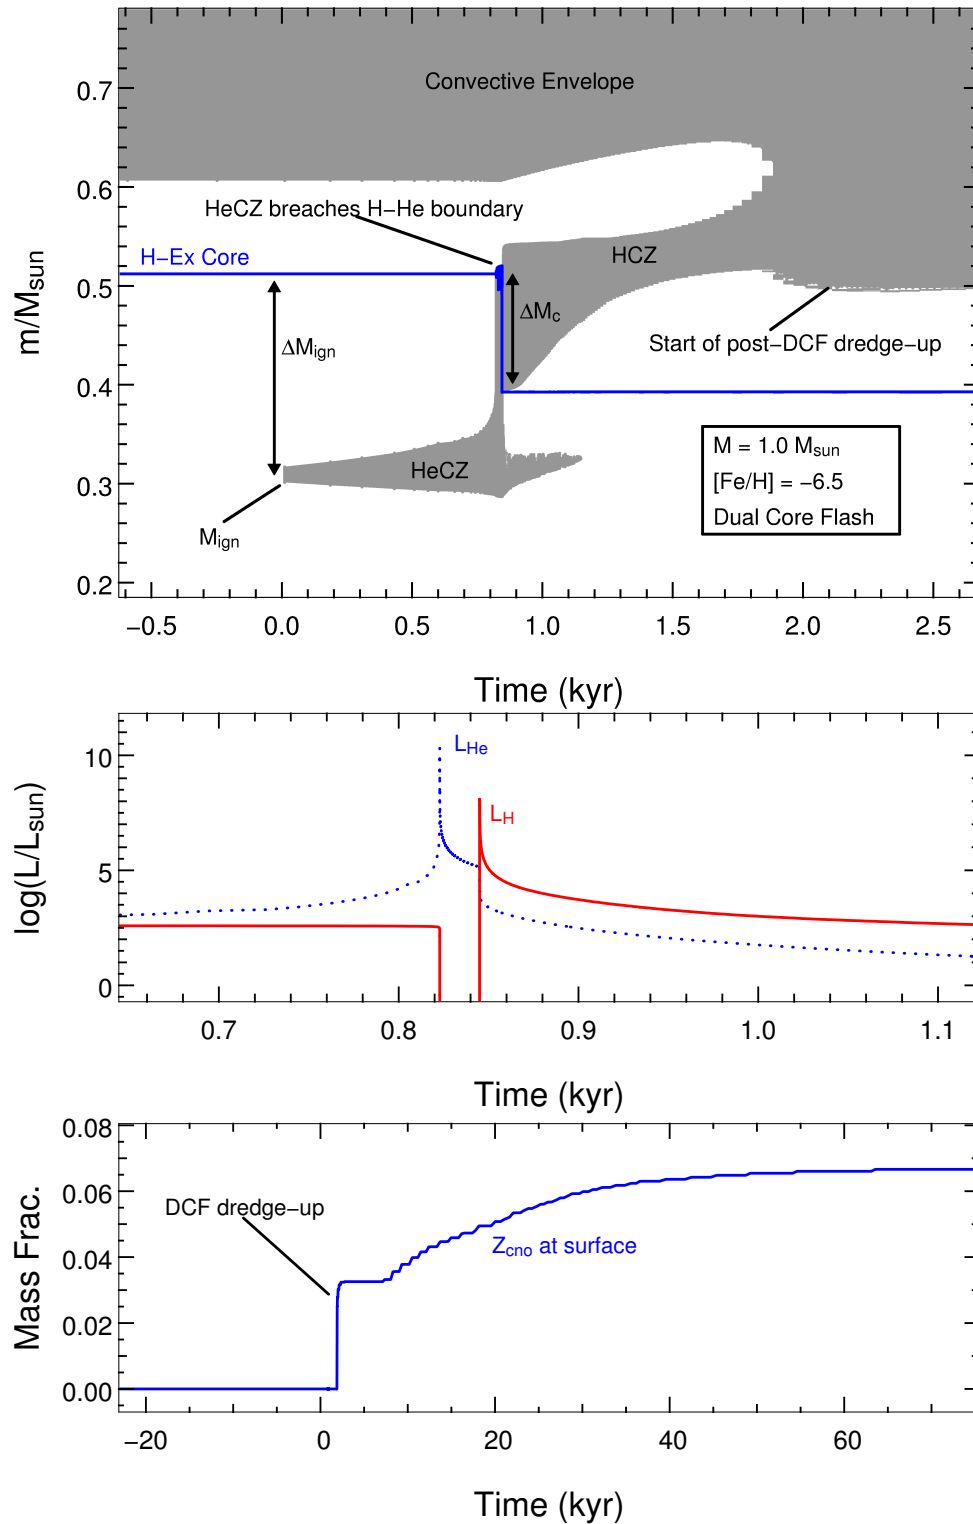 Convective Envelope
HeCZ breaches H-He boundary
H-Ex Core
HCZ
ΔMc
ΔMign
Start of post-DCF dredge-up
HeCZ
Mign
M = 1.0 Msun
[Fe/H] = -6.5
Dual Core Flash
m/Msun
0.7
0.6
0.5
0.4
0.3
0.2
-0.5 0.0 0.5 1.0 1.5 2.0 2.5
Time (kyr)
LHe
LH
log(L/Lsun)
10
5
0
0.7 0.8 0.9 1.0 1.1
Time (kyr)
DCF dredge-up
Zcno at surface
Mass Frac.
0.08
0.06
0.04
0.02
0.00
-20 0 20 40 60
Time (kyr)